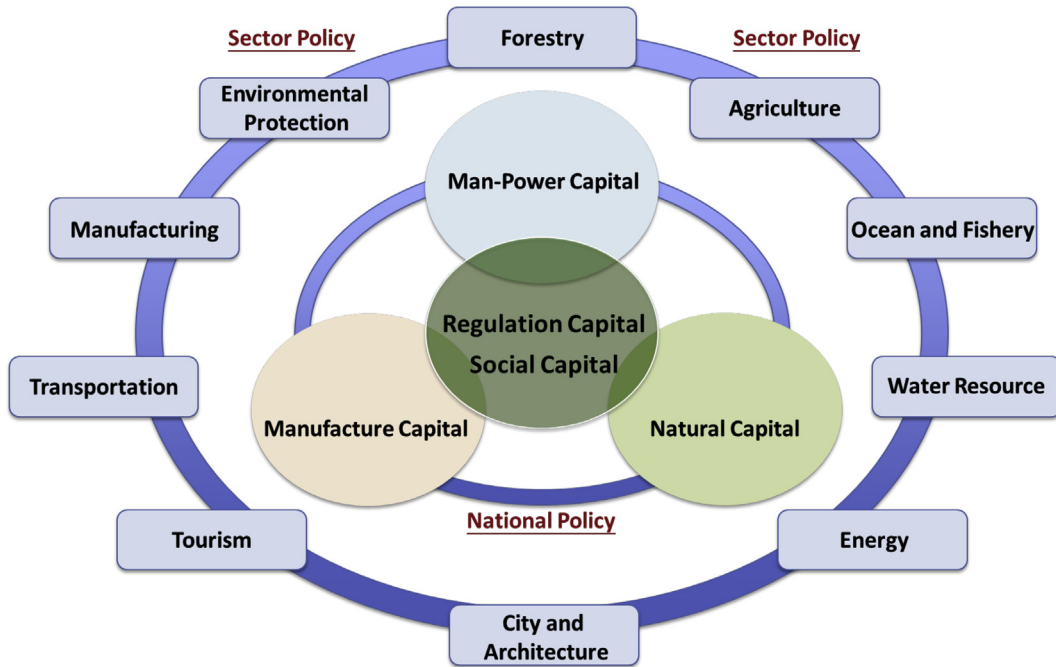 Sector Policy
Forestry
Sector Policy
Environmental
Protection
Agriculture
Man-Power Capital
Manufacturing
Ocean and Fishery
Regulation Capital
Social Capital
Transportation
Water Resource
Manufacture Capital
Natural Capital
National Policy
Tourism
Energy
City and
Architecture